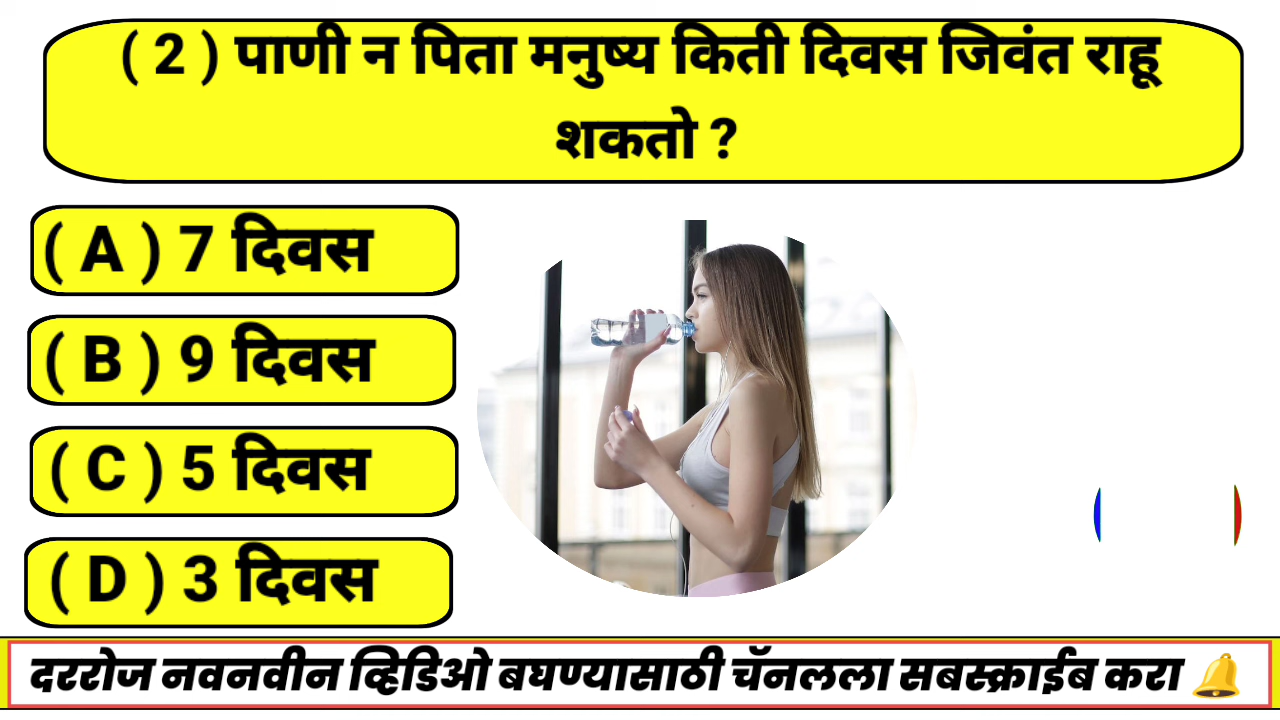 ( 2 ) पाणी न पिता मनुष्य किती दिवस जिवंत राहू
शकतो ?
( A ) 7 दिवस
( B ) 9 दिवस
( C ) 5 दिवस
( D ) 3 दिवस
दररोज नवनवीन व्हिडिओ बघण्यासाठी चॅनलला सबस्क्राईब करा 🔔